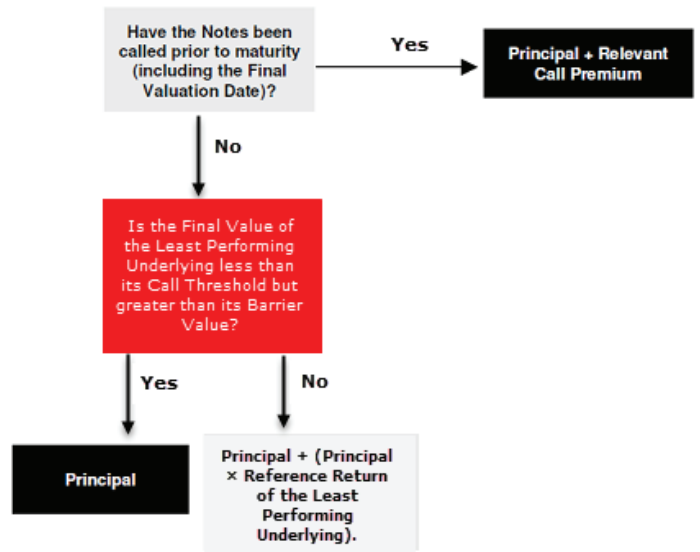 Have the Notes been
called prior to maturity
(including the Final
Valuation Date)?
Yes
Principal + Relevant
Call Premium
No
Is the Final Value of
the Least Performing
Underlying less than
its Call Threshold but
greater than its Barrier
Value?
Yes
No
Principal
Principal + (Principal
× Reference Return
of the Least
Performing
Underlying).